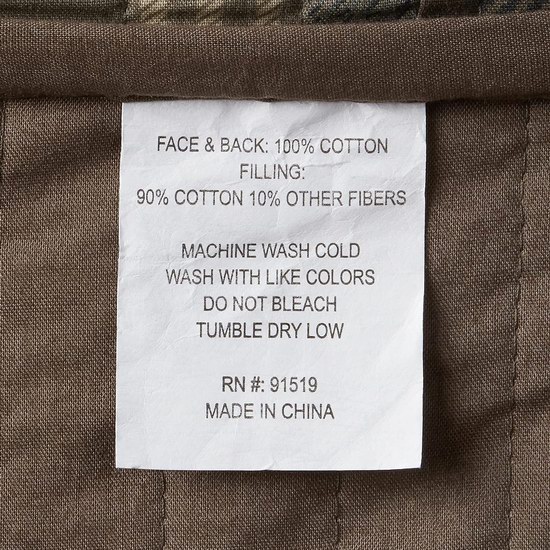 FACE & BACK: 100% COTTON
FILLING:
90% COTTON 10% OTHER FIBERS
MACHINE WASH COLD
WASH WITH LIKE COLORS
DO NOT BLEACH
TUMBLE DRY LOW
RN #: 91519
MADE IN CHINA